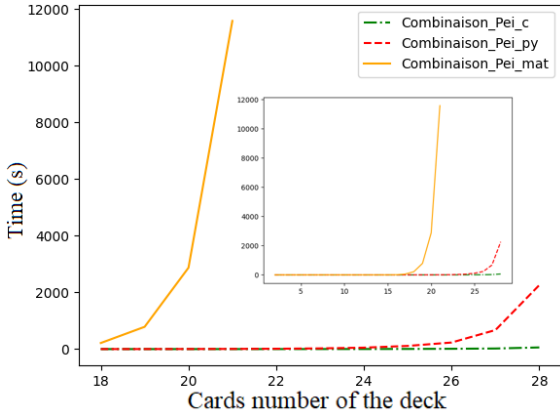 12000
10000
8000
6000
4000
2000
0
Time (s)
Combinaison_Pei_c
Combinaison_Pei_py
Combinaison_Pei_mat
12000
10000
8000
6000
4000
2000
0
5 10 15 20 25
18 20 22 24 26 28
Cards number of the deck